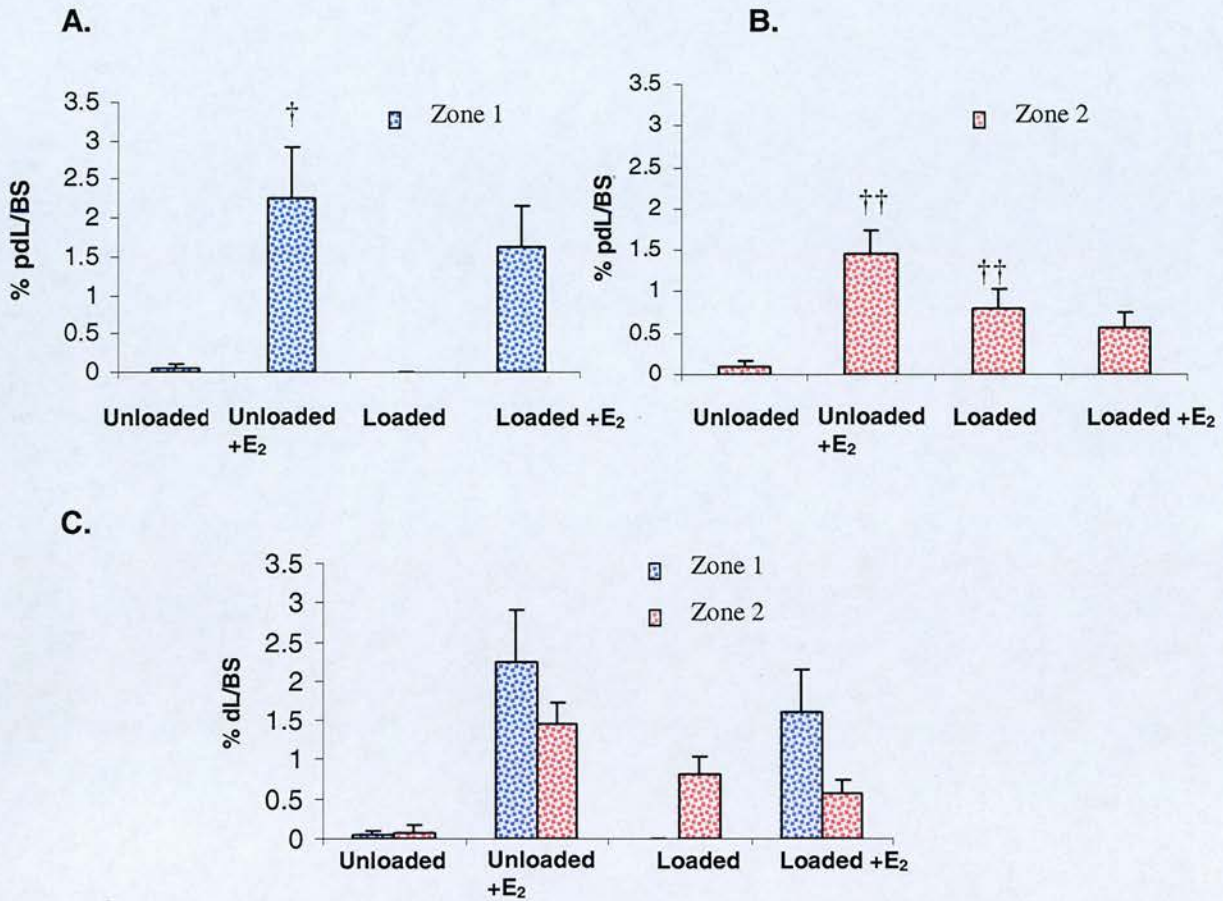 A.
% pdL/BS
3.5
3
2.5
2
1.5
1
0.5
0
†
Zone 1
Unloaded
Unloaded
+E₂
Loaded
Loaded +E₂
B.
% pdL/BS
3.5
3
2.5
2
1.5
1
0.5
0
††
††
Zone 2
Unloaded
Unloaded
+E₂
Loaded
Loaded +E₂
C.
% dL/BS
3.5
3
2.5
2
1.5
1
0.5
0
Zone 1
Zone 2
Unloaded
Unloaded
+E₂
Loaded
Loaded +E₂